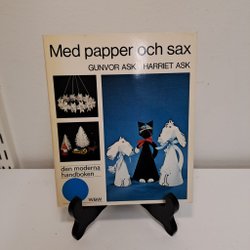 Med papper och sax
GUNVOR ASK HARRIET ASK
den moderna
handboken
W&W